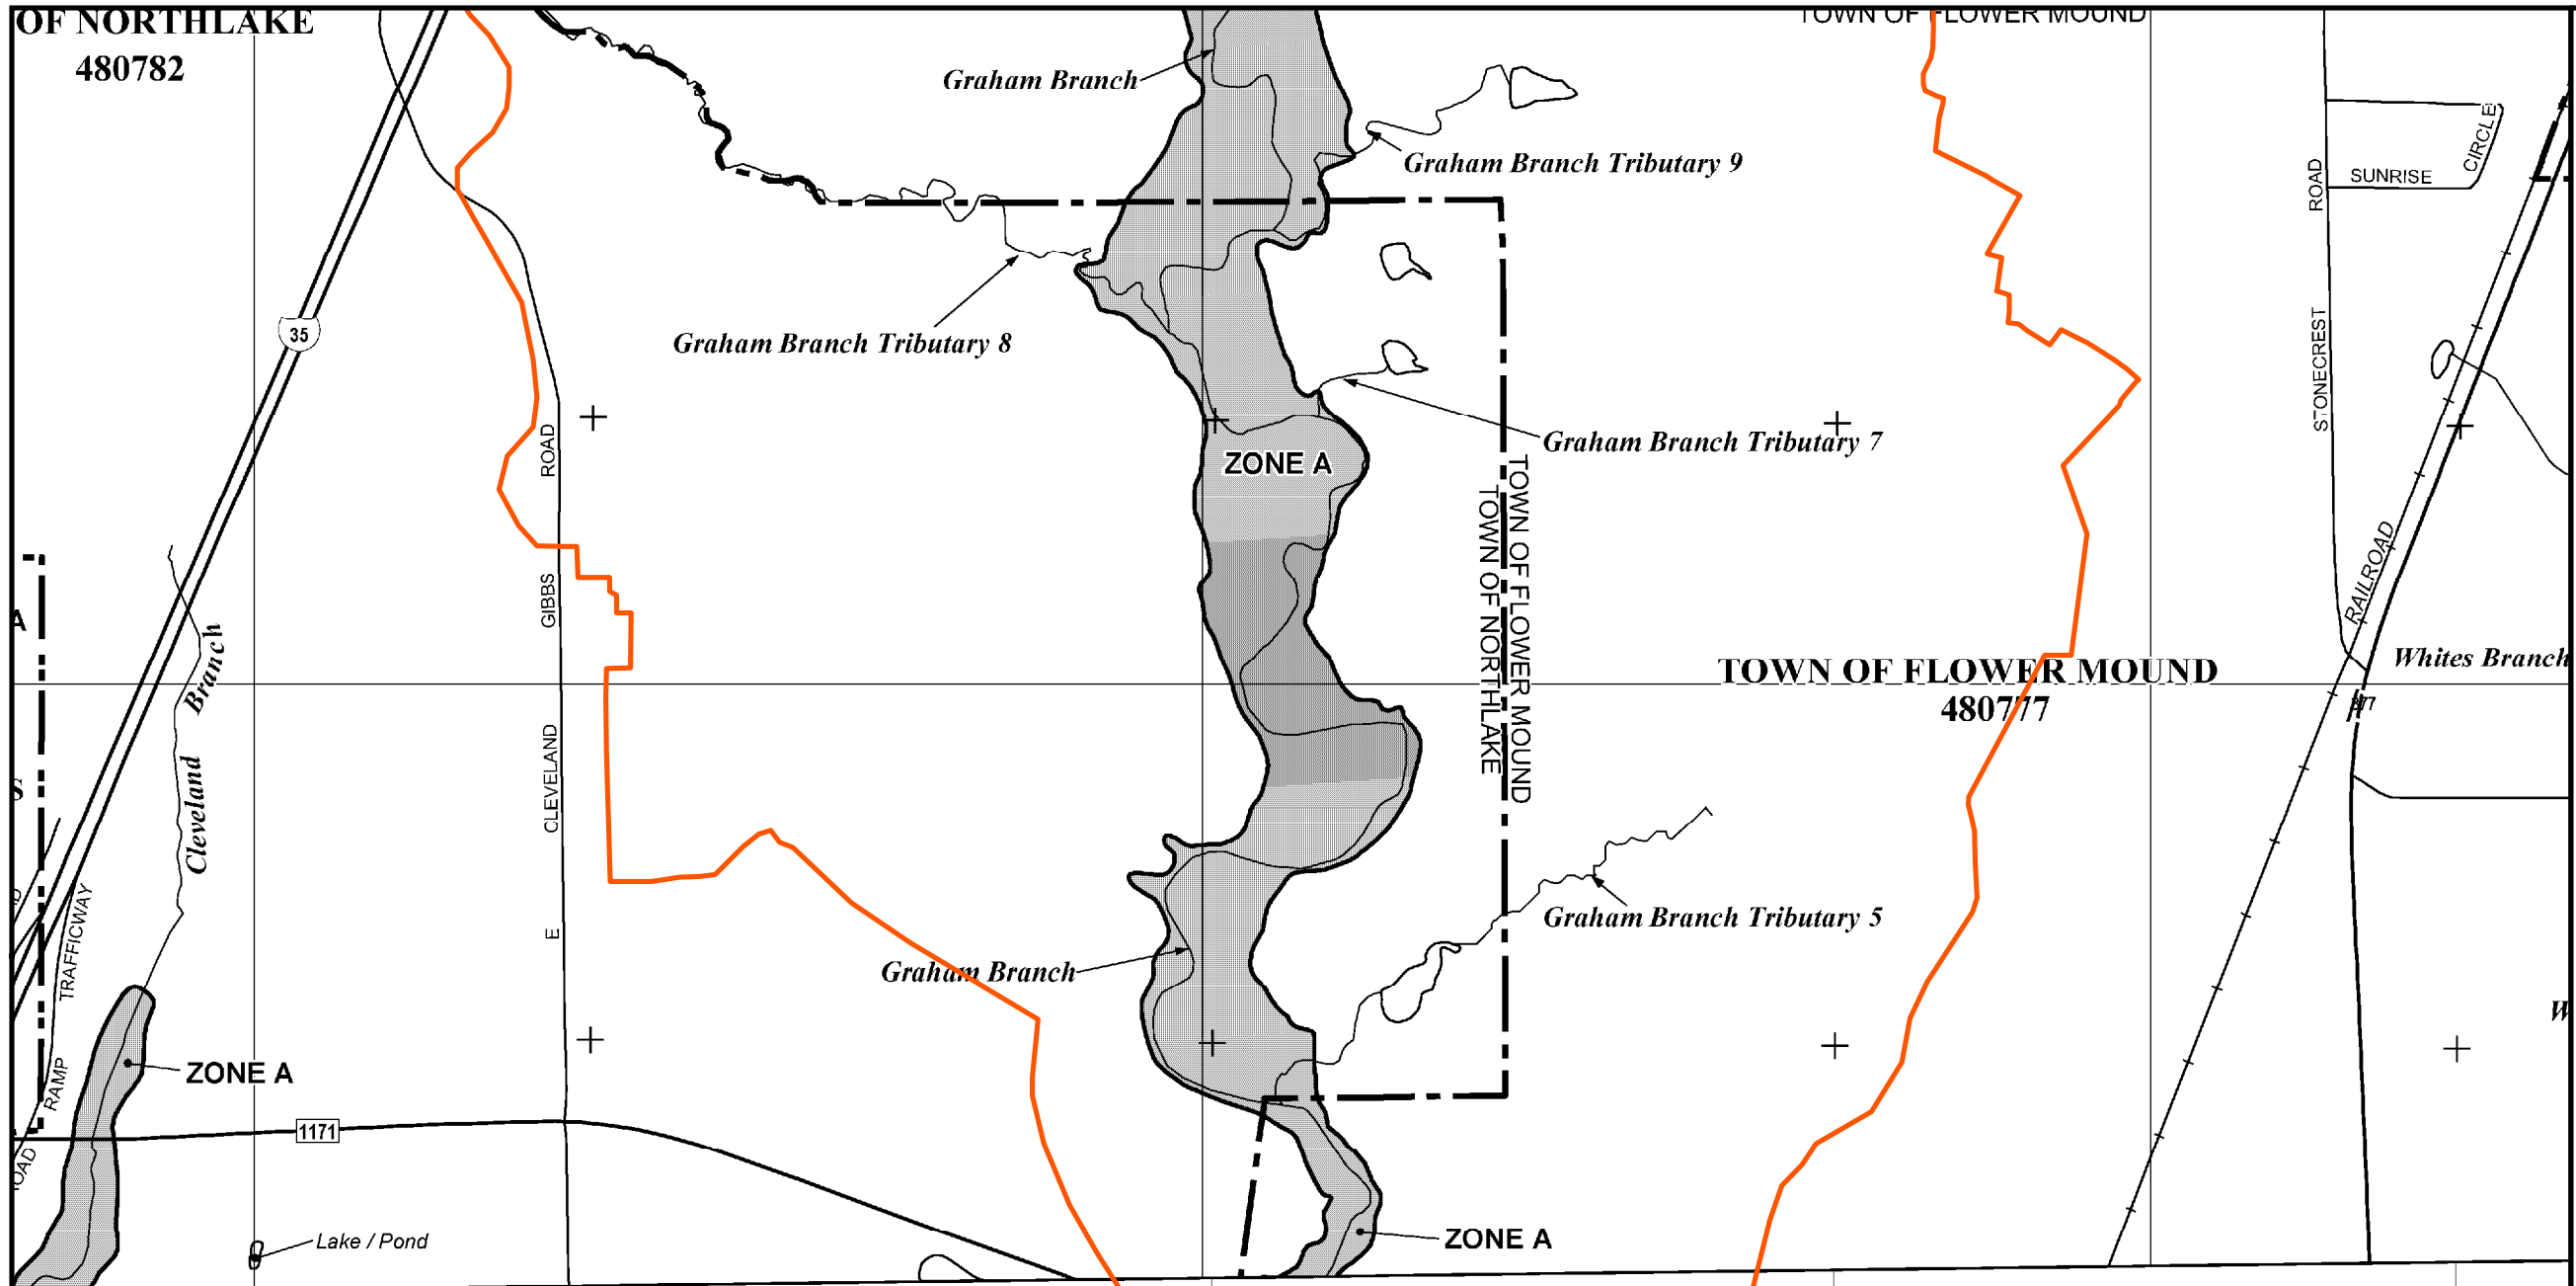 OF NORTHLAKE
480782
TOWN OF FLOWER MOUND
Graham Branch
Graham Branch Tributary 9
SUNRISE
CIRCLE
ROAD
STONECREST
35
Graham Branch Tributary 8
Graham Branch Tributary 7
ZONE A
ROAD
GIBBS
CLEVELAND
E
TOWN OF FLOWER MOUND
TOWN OF NORTHLAKE
RAILROAD
A
S
Cleveland Branch
TOWN OF FLOWER MOUND
480777
Whites Branch
377
Graham Branch Tributary 5
Graham Branch
TRAFFICWAY
RAMP
ZONE A
W
1171
OAD
Lake / Pond
ZONE A